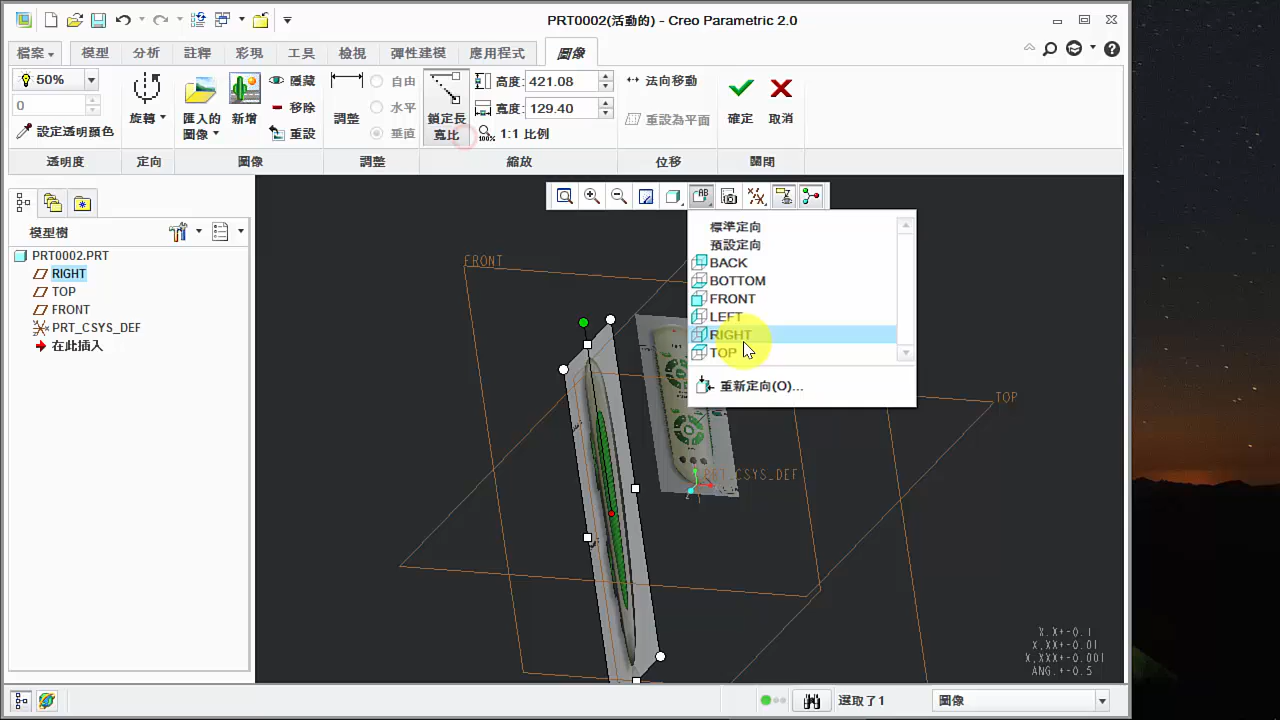 PRT0002(活動的) - Creo Parametric 2.0
檔案 模型 分析 註釋 彩現 工具 檢視 彈性建模 應用程式 圖像
50%
0
設定透明顏色
透明度
旋轉
定向
匯入的
圖像
新增
隱藏
移除
重設
圖像
調整
自由
水平
垂直
調整
鎖定長
寬比
高度: 421.08
寬度: 129.40
1:1 比例
縮放
法向移動
重設為平面
位移
確定
取消
關閉
模型樹
PRT0002.PRT
RIGHT
TOP
FRONT
PRT_CSYS_DEF
在此插入
標準定向
預設定向
BACK
BOTTOM
FRONT
LEFT
RIGHT
TOP
重新定向(O)...
FRONT
TOP
PRT_CSYS_DEF
X.X+-0.1
X.XX+-0.01
X.XXX+-0.001
ANG.+-0.5
選取了1
圖像